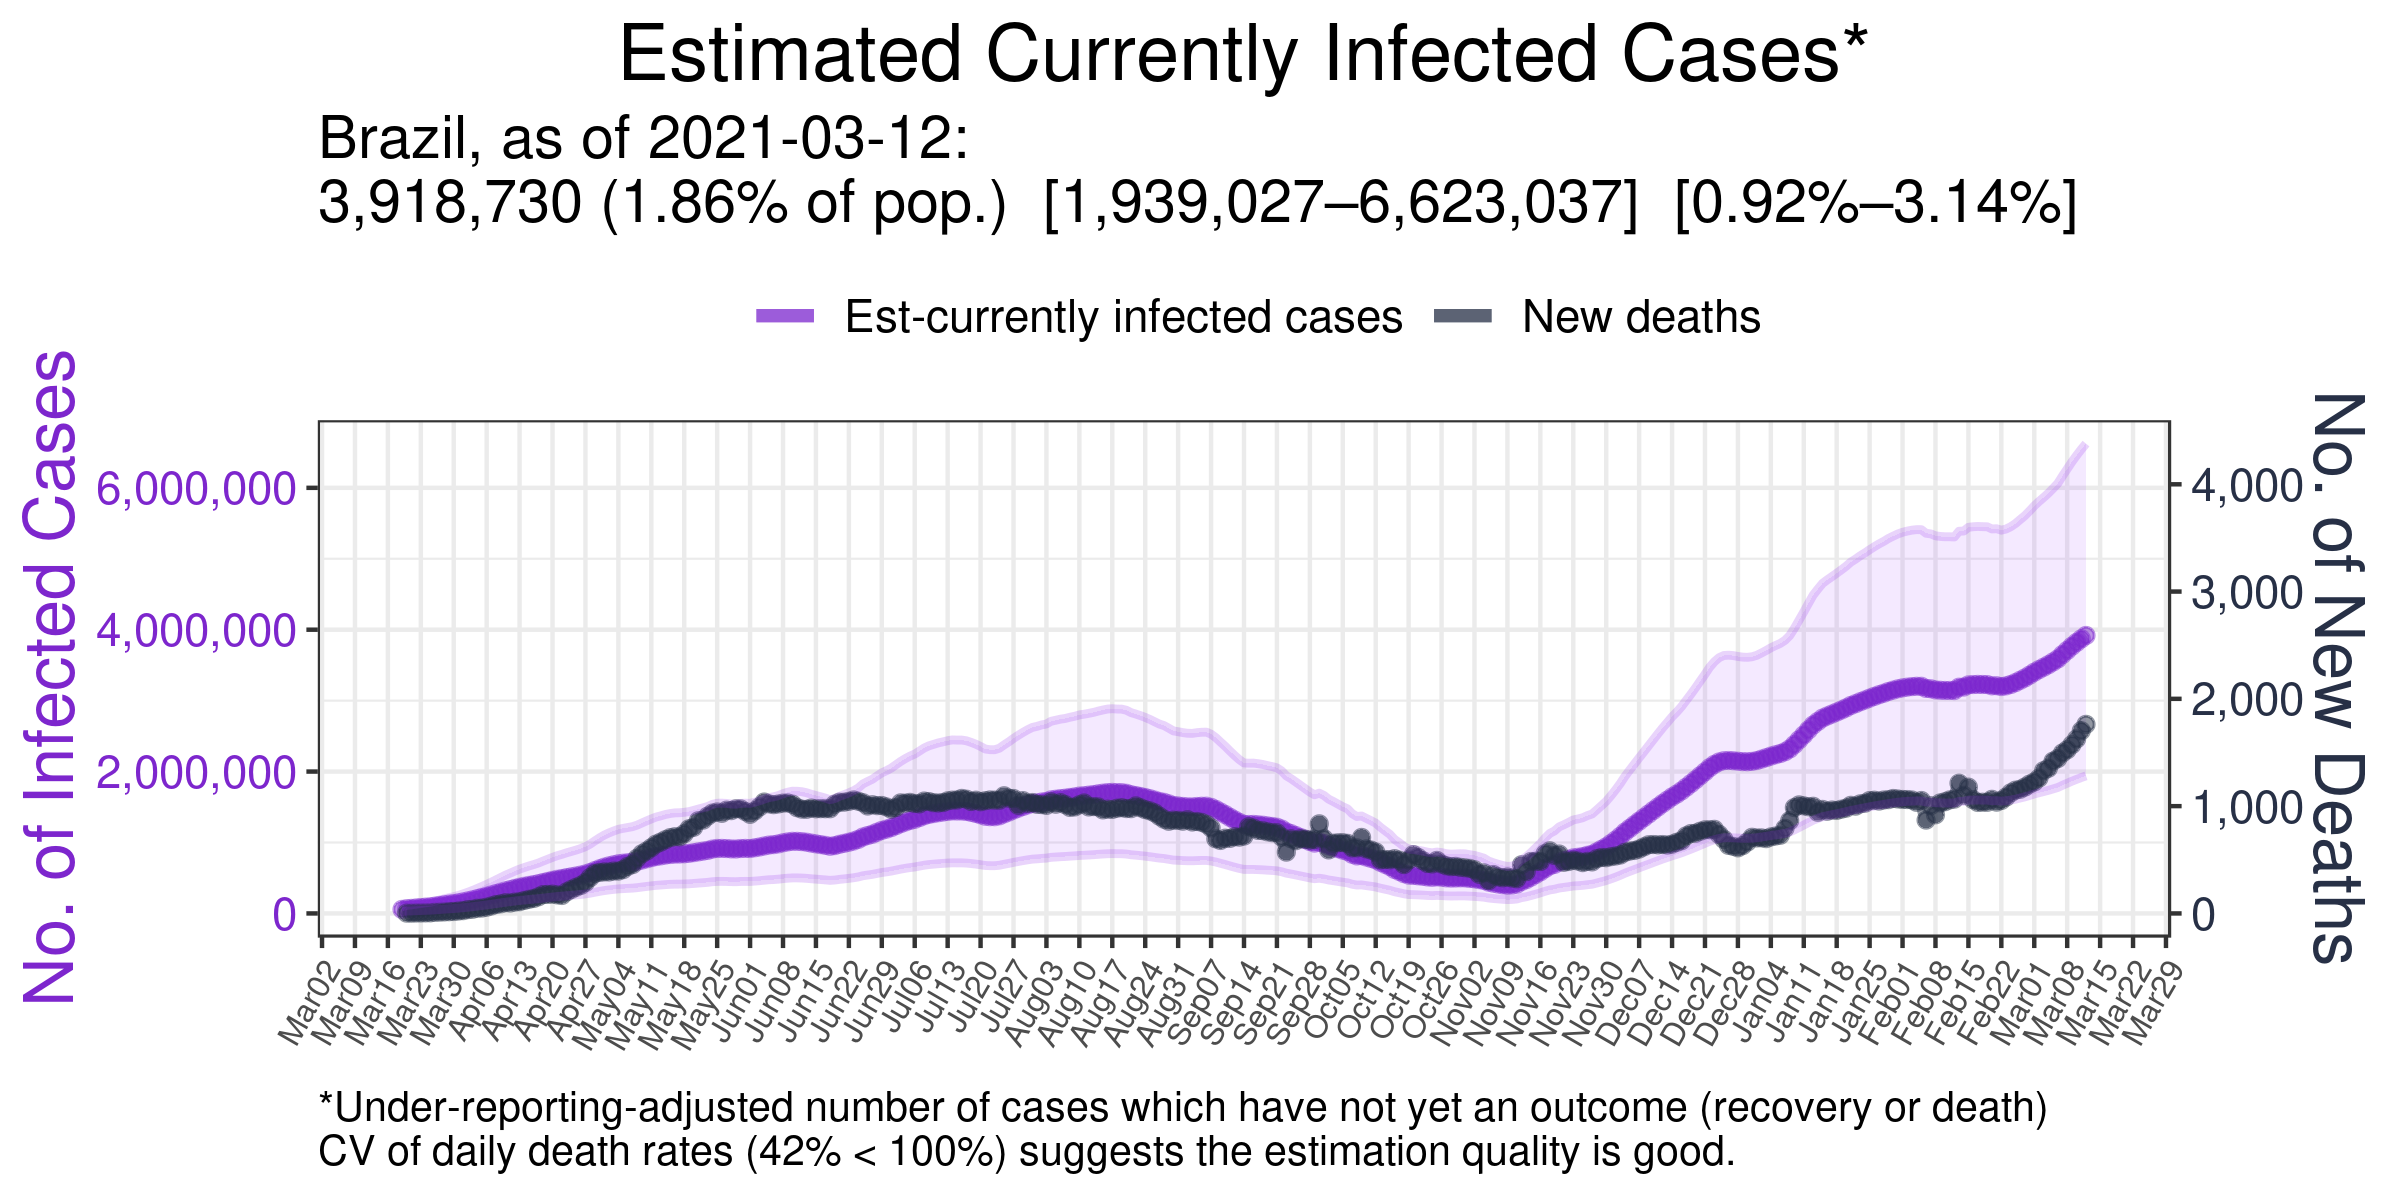 Estimated Currently Infected Cases*
Brazil, as of 2021-03-12:
3,918,730 (1.86% of pop.) [1,939,027–6,623,037] [0.92%–3.14%]
Est-currently infected cases
New deaths
No. of Infected Cases
6,000,000
4,000,000
2,000,000
0
4,000
3,000
2,000
1,000
0
No. of New Deaths
Mar02
Mar09
Mar16
Mar23
Mar30
Apr06
Apr13
Apr20
Apr27
May04
May11
May18
May25
Jun01
Jun08
Jun15
Jun22
Jun29
Jul06
Jul13
Jul20
Jul27
Aug03
Aug10
Aug17
Aug24
Aug31
Sep07
Sep14
Sep21
Sep28
Oct05
Oct12
Oct19
Oct26
Nov02
Nov09
Nov16
Nov23
Nov30
Dec07
Dec14
Dec21
Dec28
Jan04
Jan11
Jan18
Jan25
Feb01
Feb08
Feb15
Feb22
Mar01
Mar08
Mar15
Mar22
Mar29
*Under-reporting-adjusted number of cases which have not yet an outcome (recovery or death)
CV of daily death rates (42% < 100%) suggests the estimation quality is good.